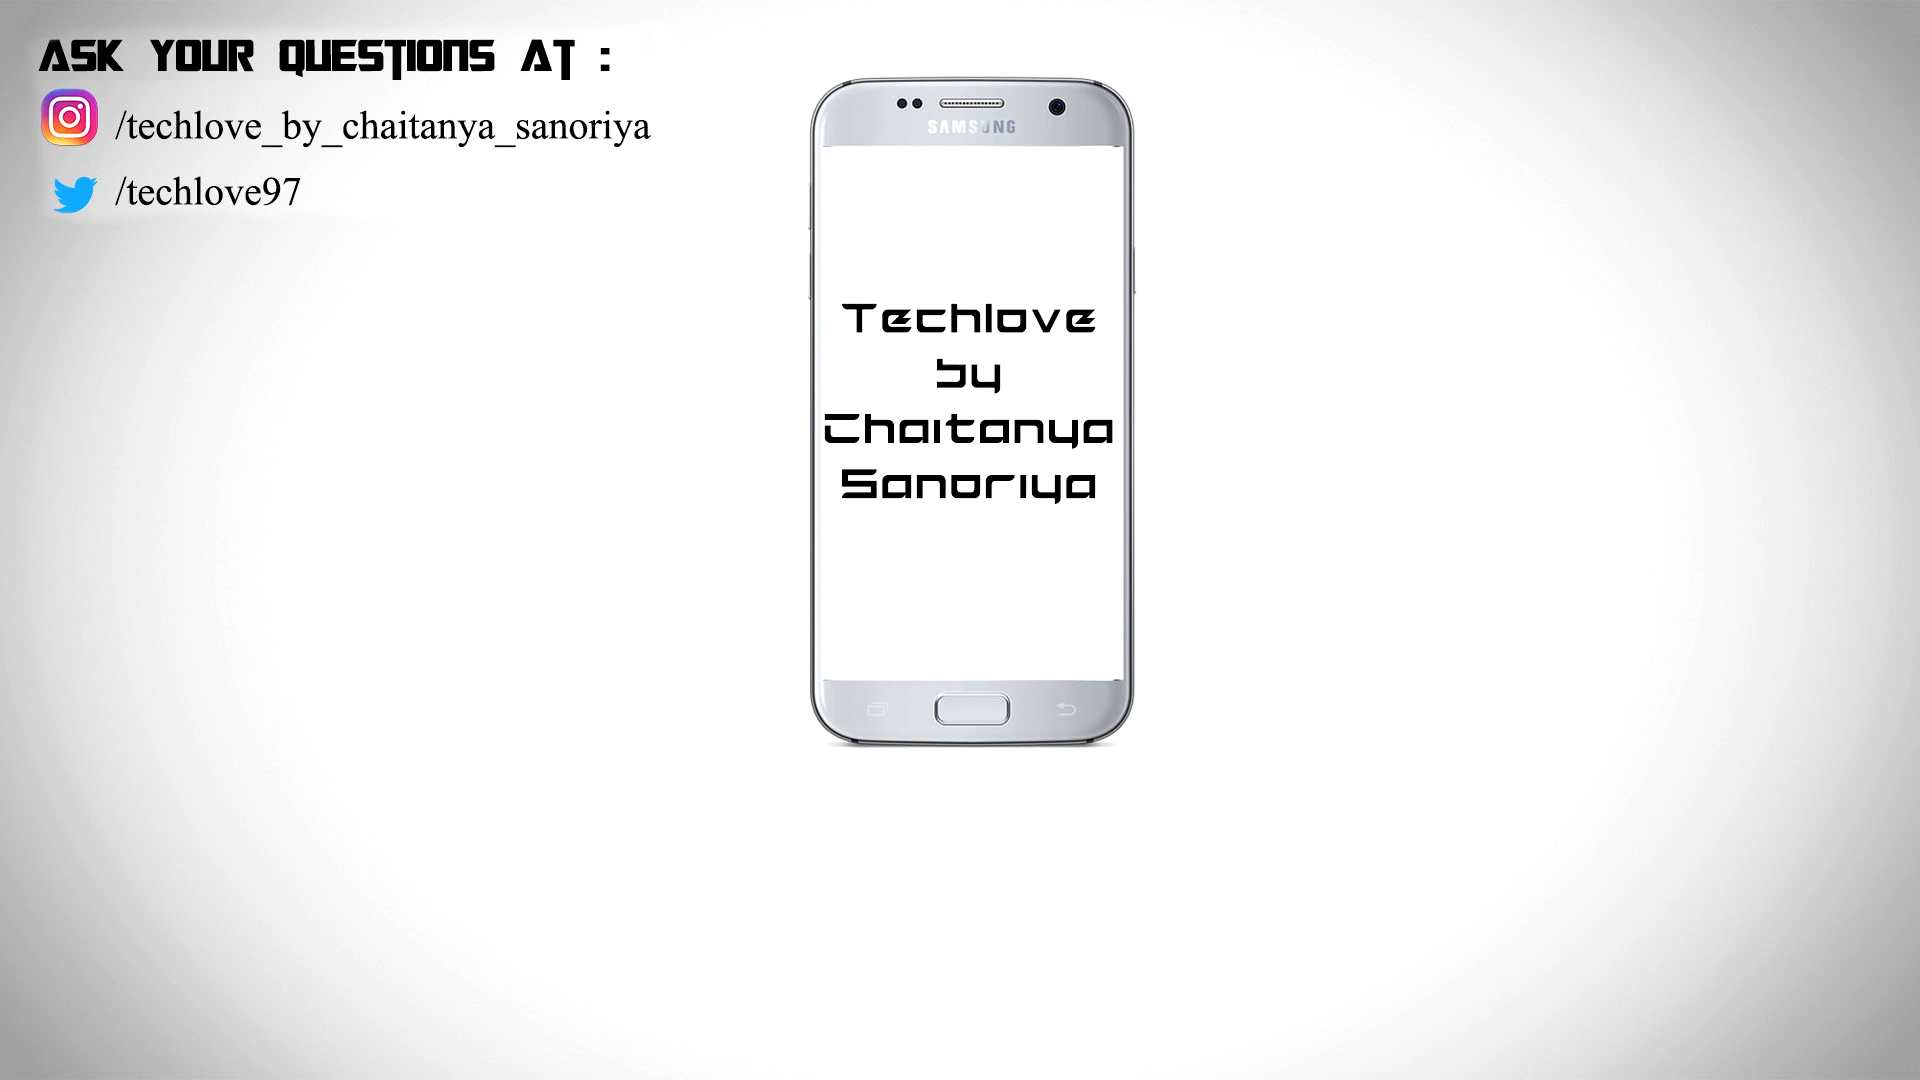 ASK YOUR QUESTIONS AT :
/techlove_by_chaitanya_sanoriya
/techlove97
SAMSUNG
Techlove
by
Chaitanya
Sanoriya